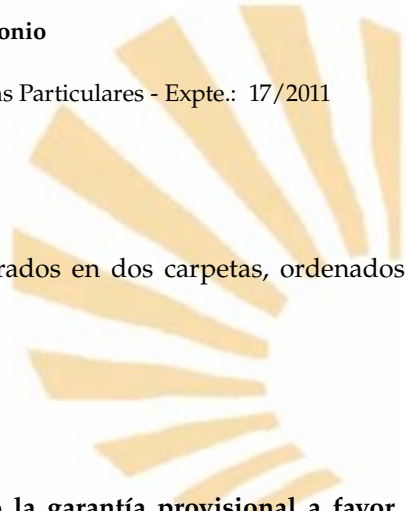 onio
as Particulares - Expte.: 17/2011
rados en dos carpetas, ordenados
la garantía provisional a favor